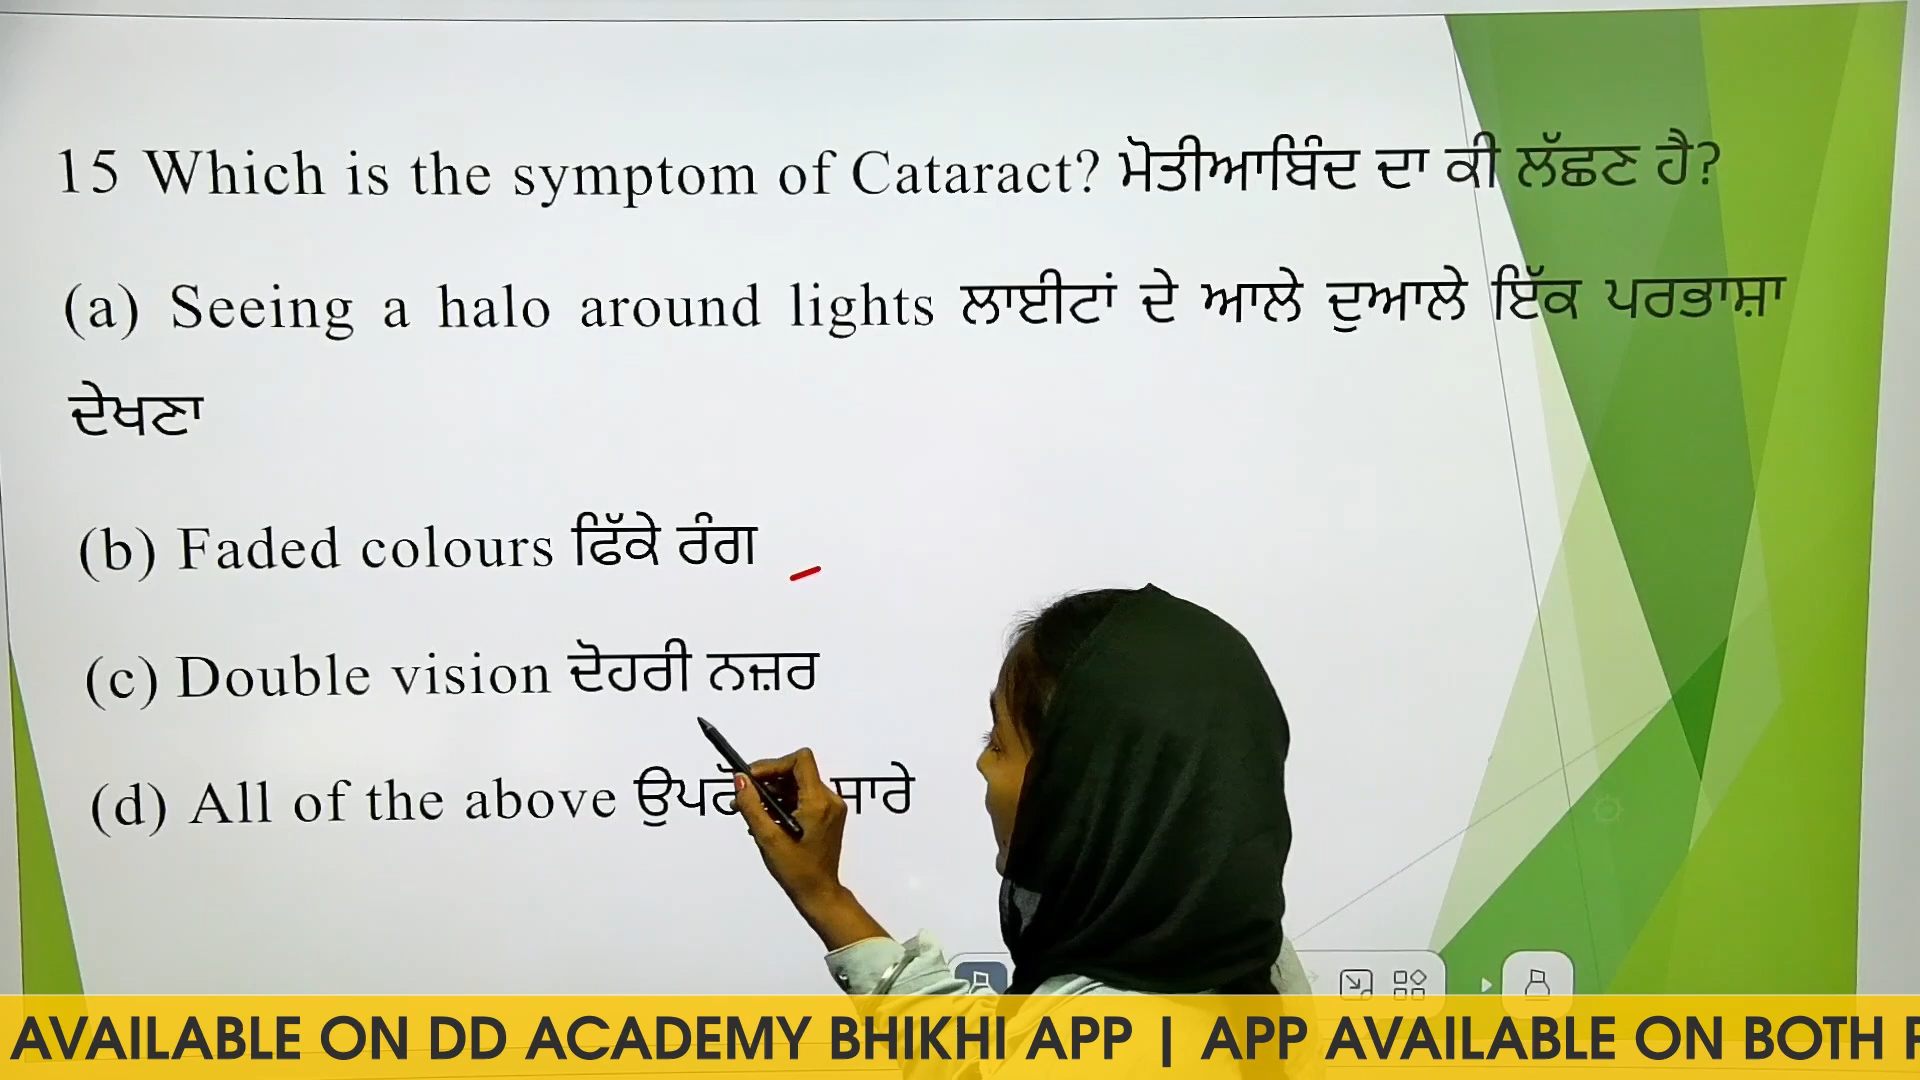 15 Which is the symptom of Cataract? ਮੋਤੀਆਬਿੰਦ ਦਾ ਕੀ ਲੱਛਣ ਹੈ?
(a) Seeing a halo around lights ਲਾਈਟਾਂ ਦੇ ਆਲੇ ਦੁਆਲੇ ਇੱਕ ਪਰਭਾਸ਼ਾ
ਦੇਖਣਾ
(b) Faded colours ਫਿੱਕੇ ਰੰਗ
(c) Double vision ਦੋਹਰੀ ਨਜ਼ਰ
(d) All of the above ਸਾਰੇ
AVAILABLE ON DD ACADEMY BHIKHI APP | APP AVAILABLE ON BOTH